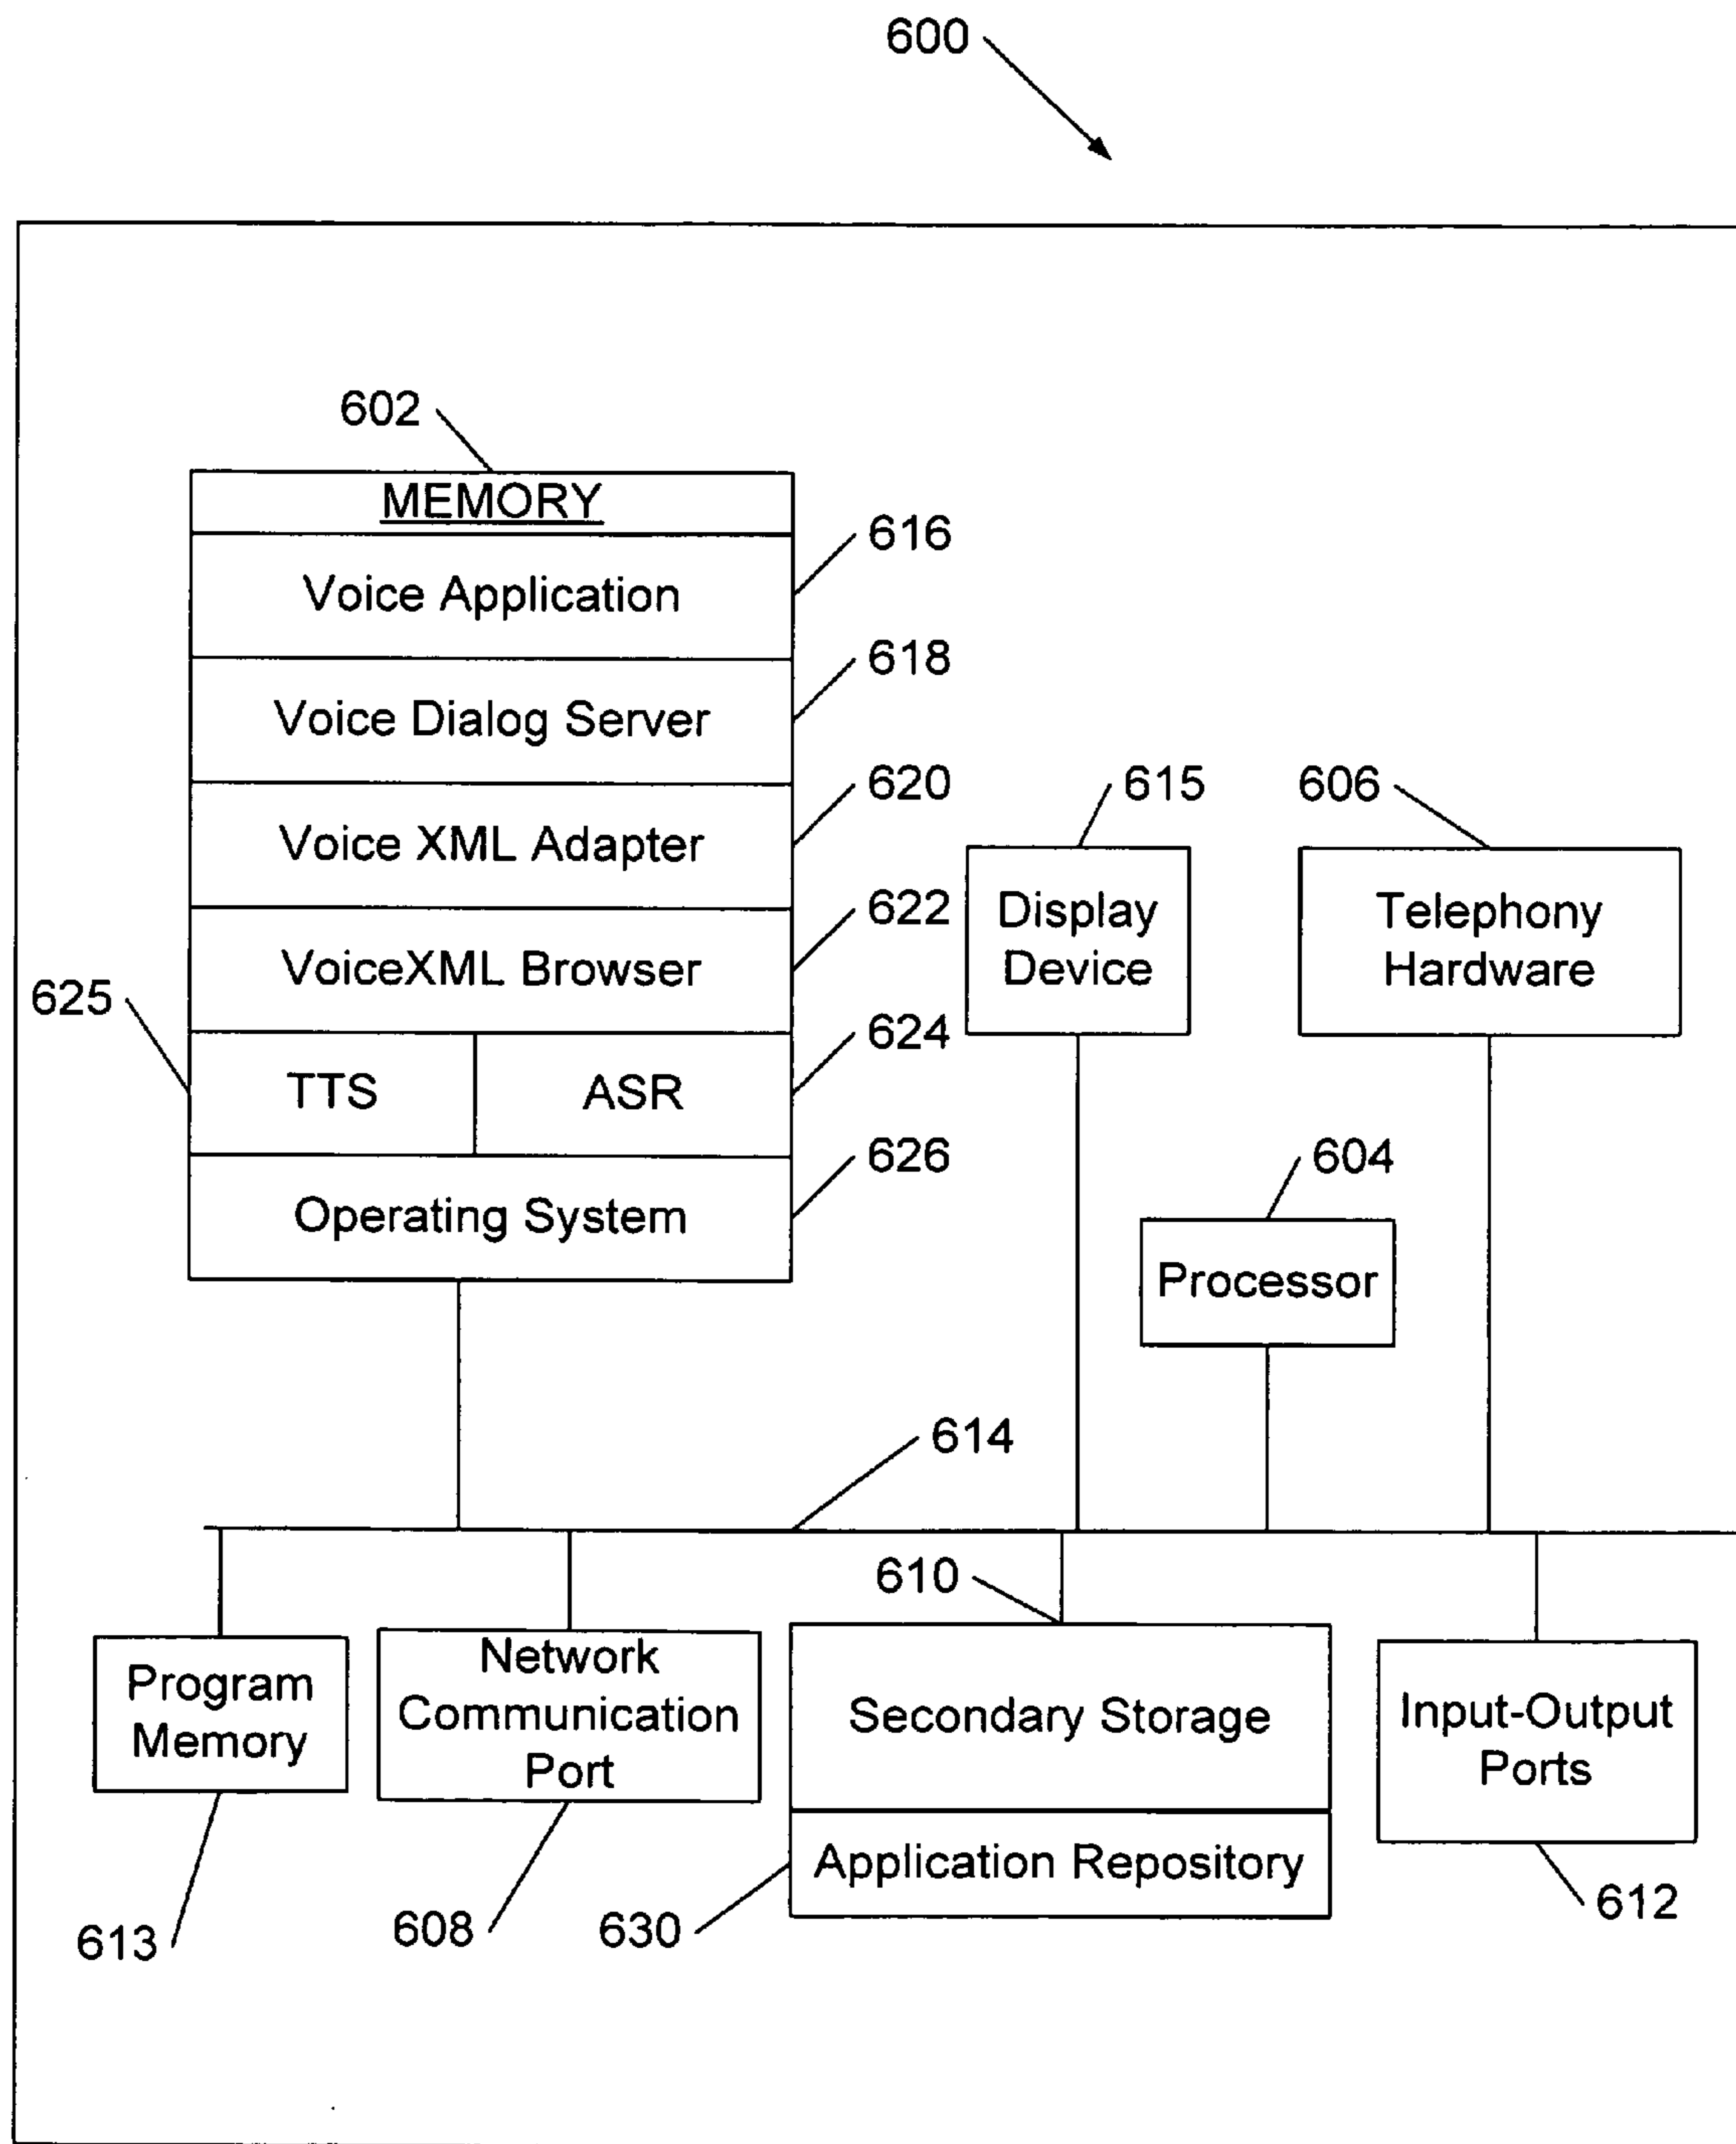 600
602
MEMORY
616
Voice Application
618
Voice Dialog Server
620
Voice XML Adapter
622
VoiceXML Browser
625
624
TTS
ASR
626
Operating System
615
Display
Device
606
Telephony
Hardware
604
Processor
614
610
Program
Memory
613
Network
Communication
Port
608
Secondary Storage
Application Repository
630
Input-Output
Ports
612